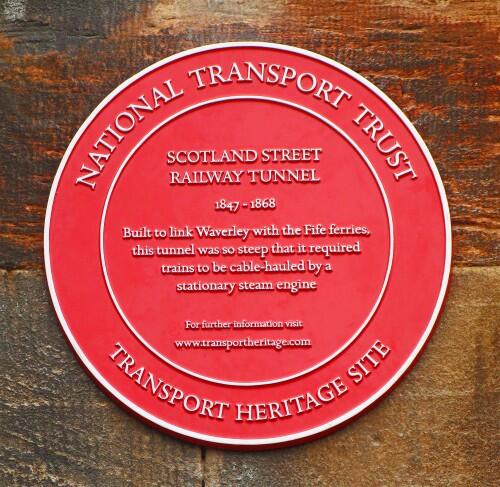 NATIONAL TRANSPORT TRUST
SCOTLAND STREET
RAILWAY TUNNEL
1847 - 1868
Built to link Waverley with the Fife ferries,
this tunnel was so steep that it required
trains to be cable-hauled by a
stationary steam engine
For further information visit
www.transportheritage.com
TRANSPORT HERITAGE SITE